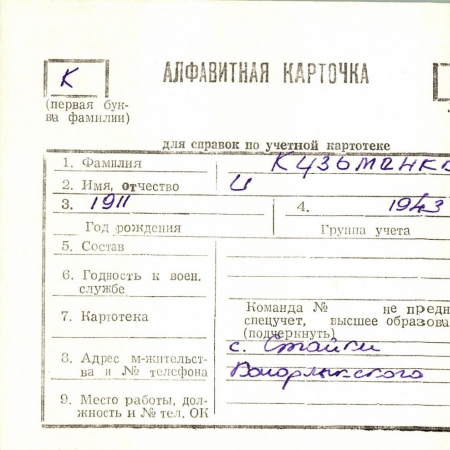 К
АЛФАВИТНАЯ КАРТОЧКА
(первая бук-
ва фамилии)
для справок по учетной картотеке
1. Фамилия Кузьменко
2. Имя, отчество И
3. 1911 4. 1943
Год рождения Группа учета
5. Состав
6. Годность к воен.
службе
7. Картотека Команда № не предн
спецучет, высшее образова
(подчеркнуть)
8. Адрес м-жительст- с. Стайки
ва и № телефона
9. Место работы, дол-
жность и № тел. ОК